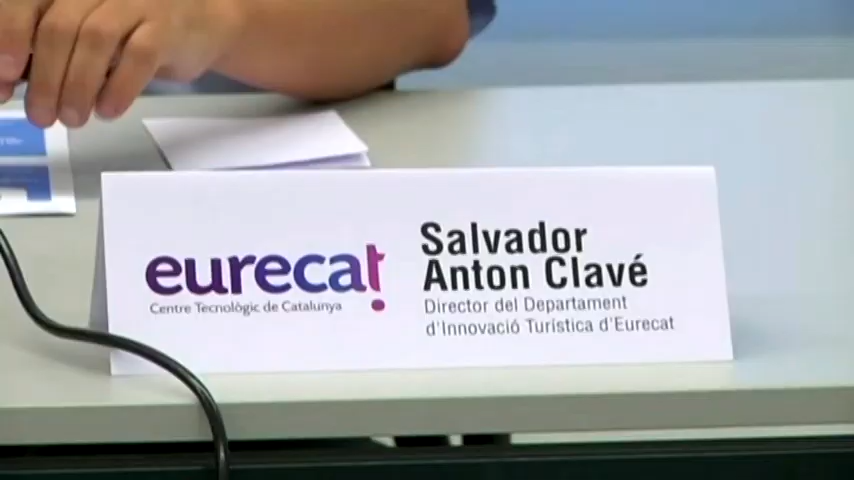 eurecat
Centre Tecnològic de Catalunya
Salvador
Anton Clavé
Director del Departament
d'Innovació Turística d'Eurecat